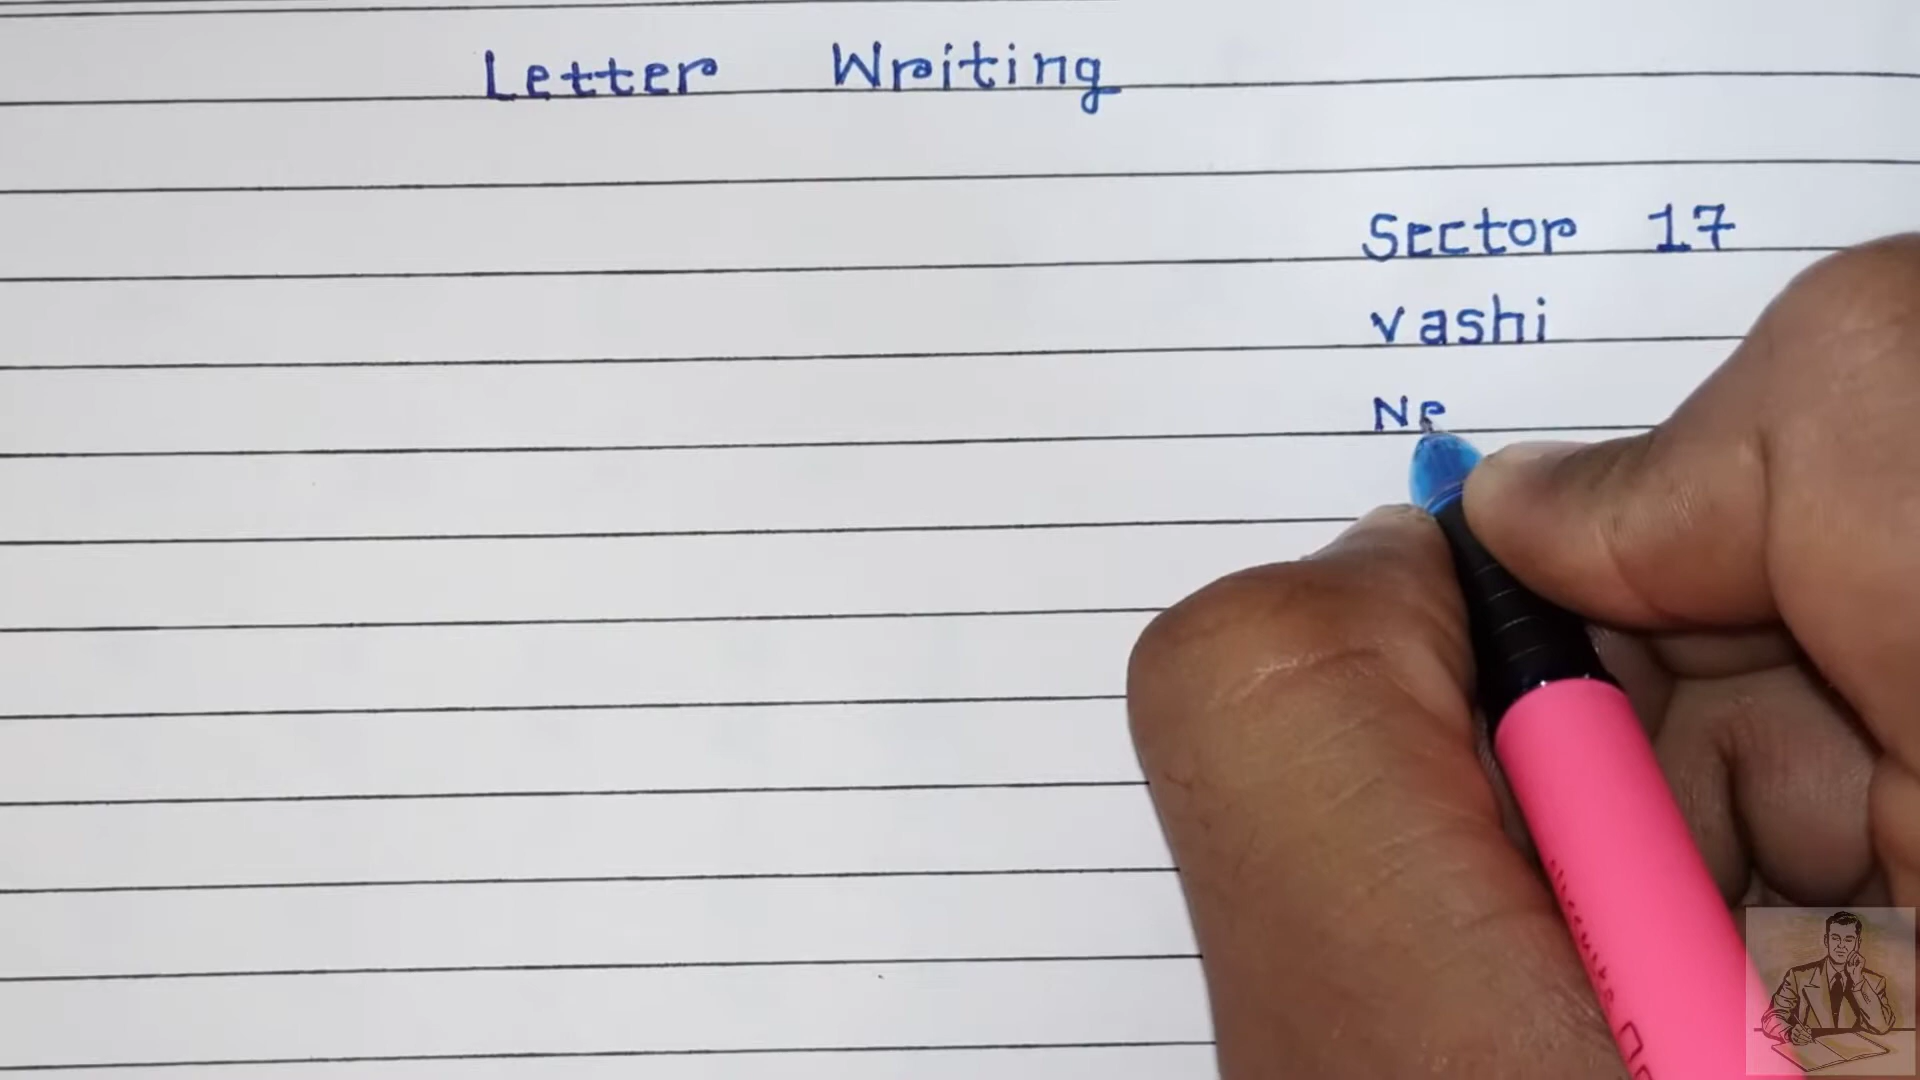 Letter Writing
Sector 17
Vashi
Ne